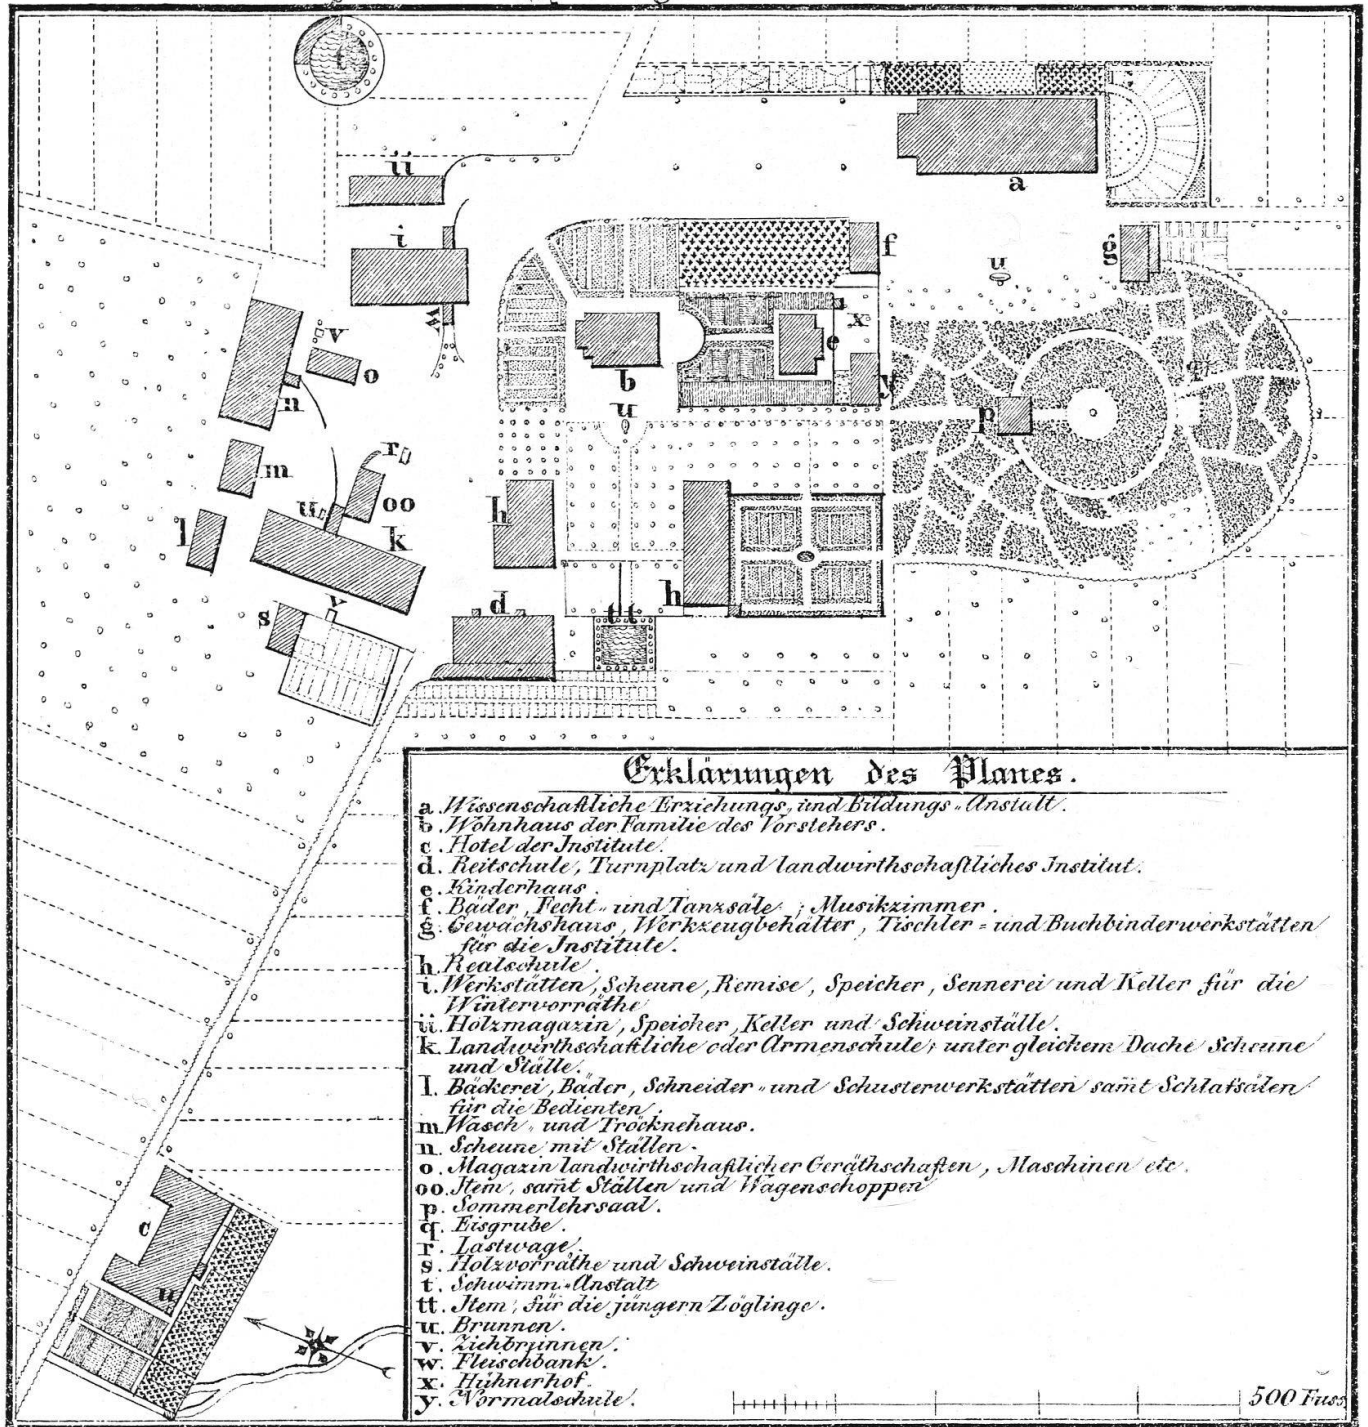 t
ii
a
i
f
g
u
w
x
v
e
o
b
y
q
n
u
p
r
m
oo
u
h
l
k
h
v
d
tt
s
Erklärungen des Planes.
a. Wissenschaftliche Erziehungs- und Bildungs-Anstalt.
b. Wohnhaus der Familie des Vorstehers.
c. Hotel der Institute.
d. Reitschule, Turnplatz und landwirthschaftliches Institut.
e. Kinderhaus.
f. Bäder, Fecht- und Tanzsäle; Musikzimmer.
g. Gewächshaus, Werkzeugbehälter, Tischler- und Buchbinderwerkstätten
für die Institute.
h. Realschule.
i. Werkstätten, Scheune, Remise, Speicher, Sennerei und Keller für die
Wintervorräthe
ii. Holzmagazin, Speicher, Keller und Schweinställe.
k. Landwirthschaftliche oder Armenschule; unter gleichem Dache Scheune
und Ställe.
l. Bäckerei, Bäder, Schneider- und Schusterwerkstätten samt Schlafsälen
für die Bedienten.
m. Wasch- und Tröcknehaus.
n. Scheune mit Ställen.
o. Magazin landwirthschaftlicher Geräthschaften, Maschinen etc.
oo. Item, samt Ställen und Wagenschoppen
p. Sommerlehrsaal.
q. Eisgrube.
r. Lastwage.
s. Holzvorräthe und Schweinställe.
t. Schwimm-Anstalt
tt. Item, für die jüngern Zöglinge.
u. Brunnen.
v. Ziehbrunnen.
w. Fleischbank.
x. Hühnerhof.
y. Normalschule.
c
u
500 Fuss